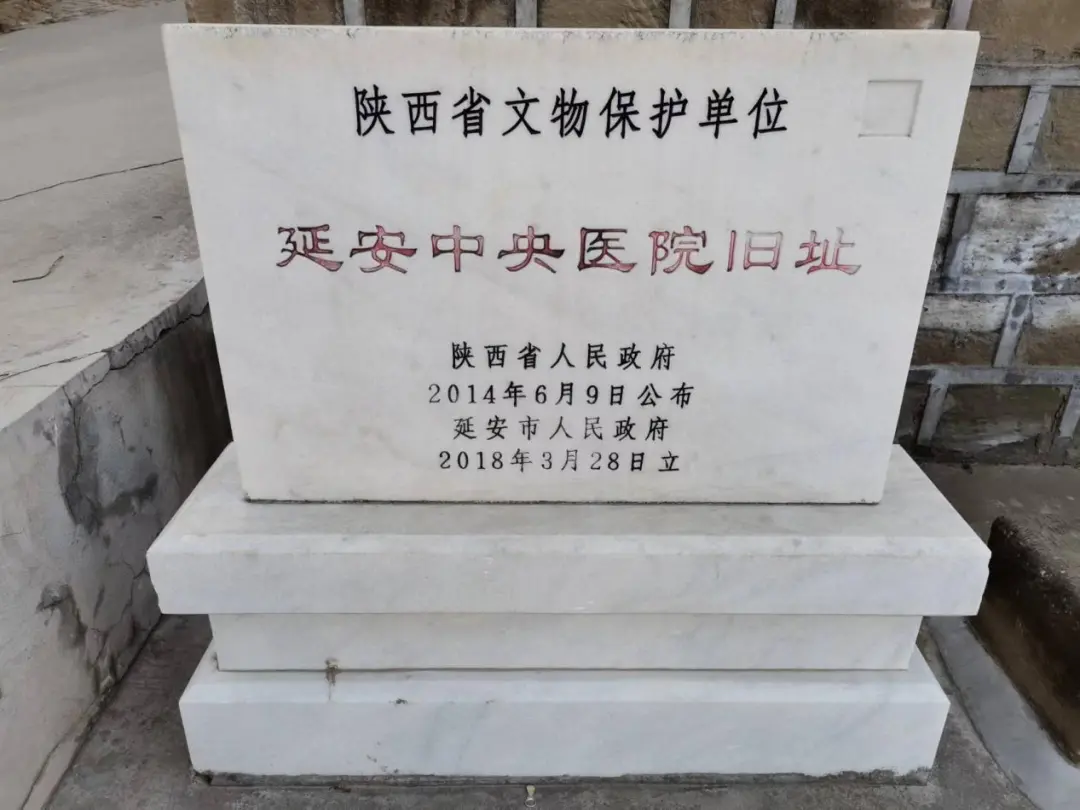 陕西省文物保护单位
延安中央医院旧址
陕西省人民政府
2014年6月9日公布
延安市人民政府
2018年3月28日立